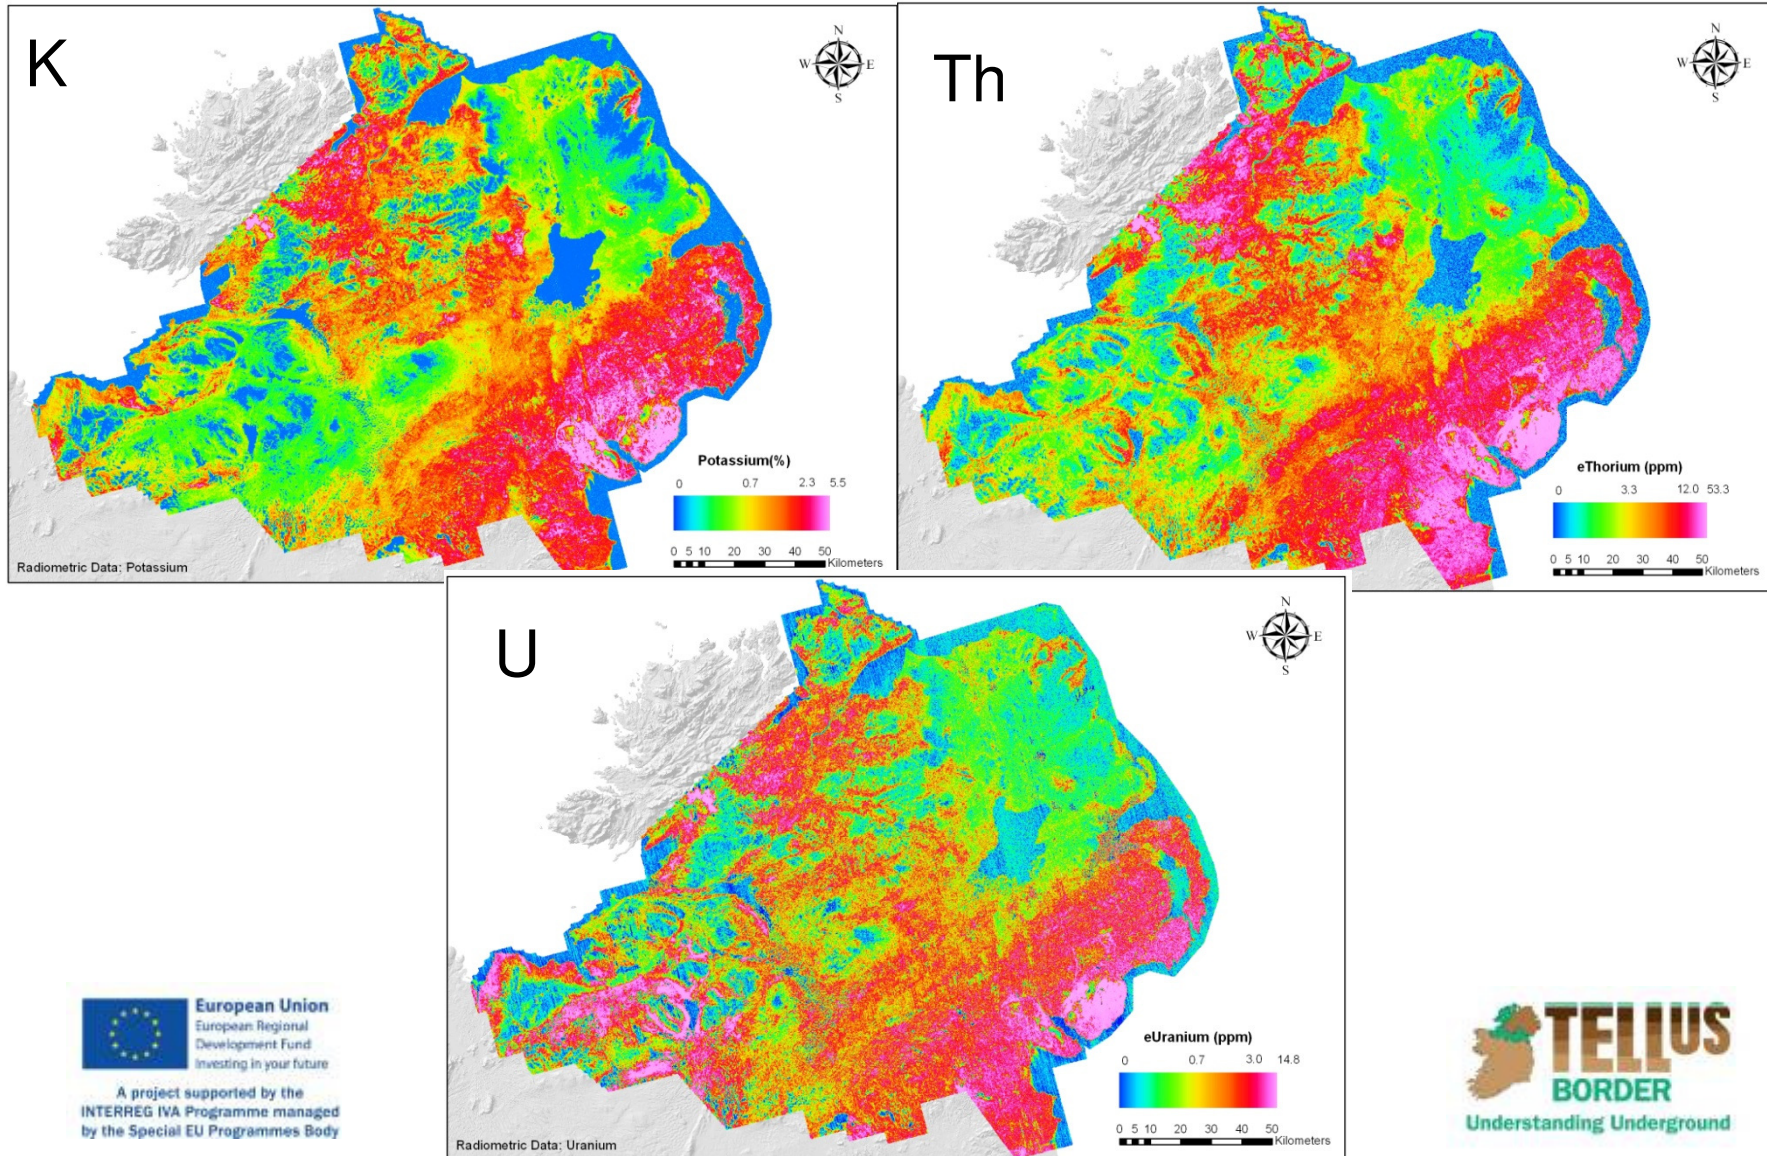 K
N
W E
S
Potassium(%)
0 0.7 2.3 5.5
0 5 10 20 30 40 50
Kilometers
Radiometric Data; Potassium
Th
N
W E
S
eThorium (ppm)
0 3.3 12.0 53.3
0 5 10 20 30 40 50
Kilometers
U
N
W E
S
eUranium (ppm)
0 0.7 3.0 14.8
0 5 10 20 30 40 50
Kilometers
Radiometric Data; Uranium
European Union
European Regional
Development Fund
Investing in your future
A project supported by the
INTERREG IVA Programme managed
by the Special EU Programmes Body
TELLUS
BORDER
Understanding Underground